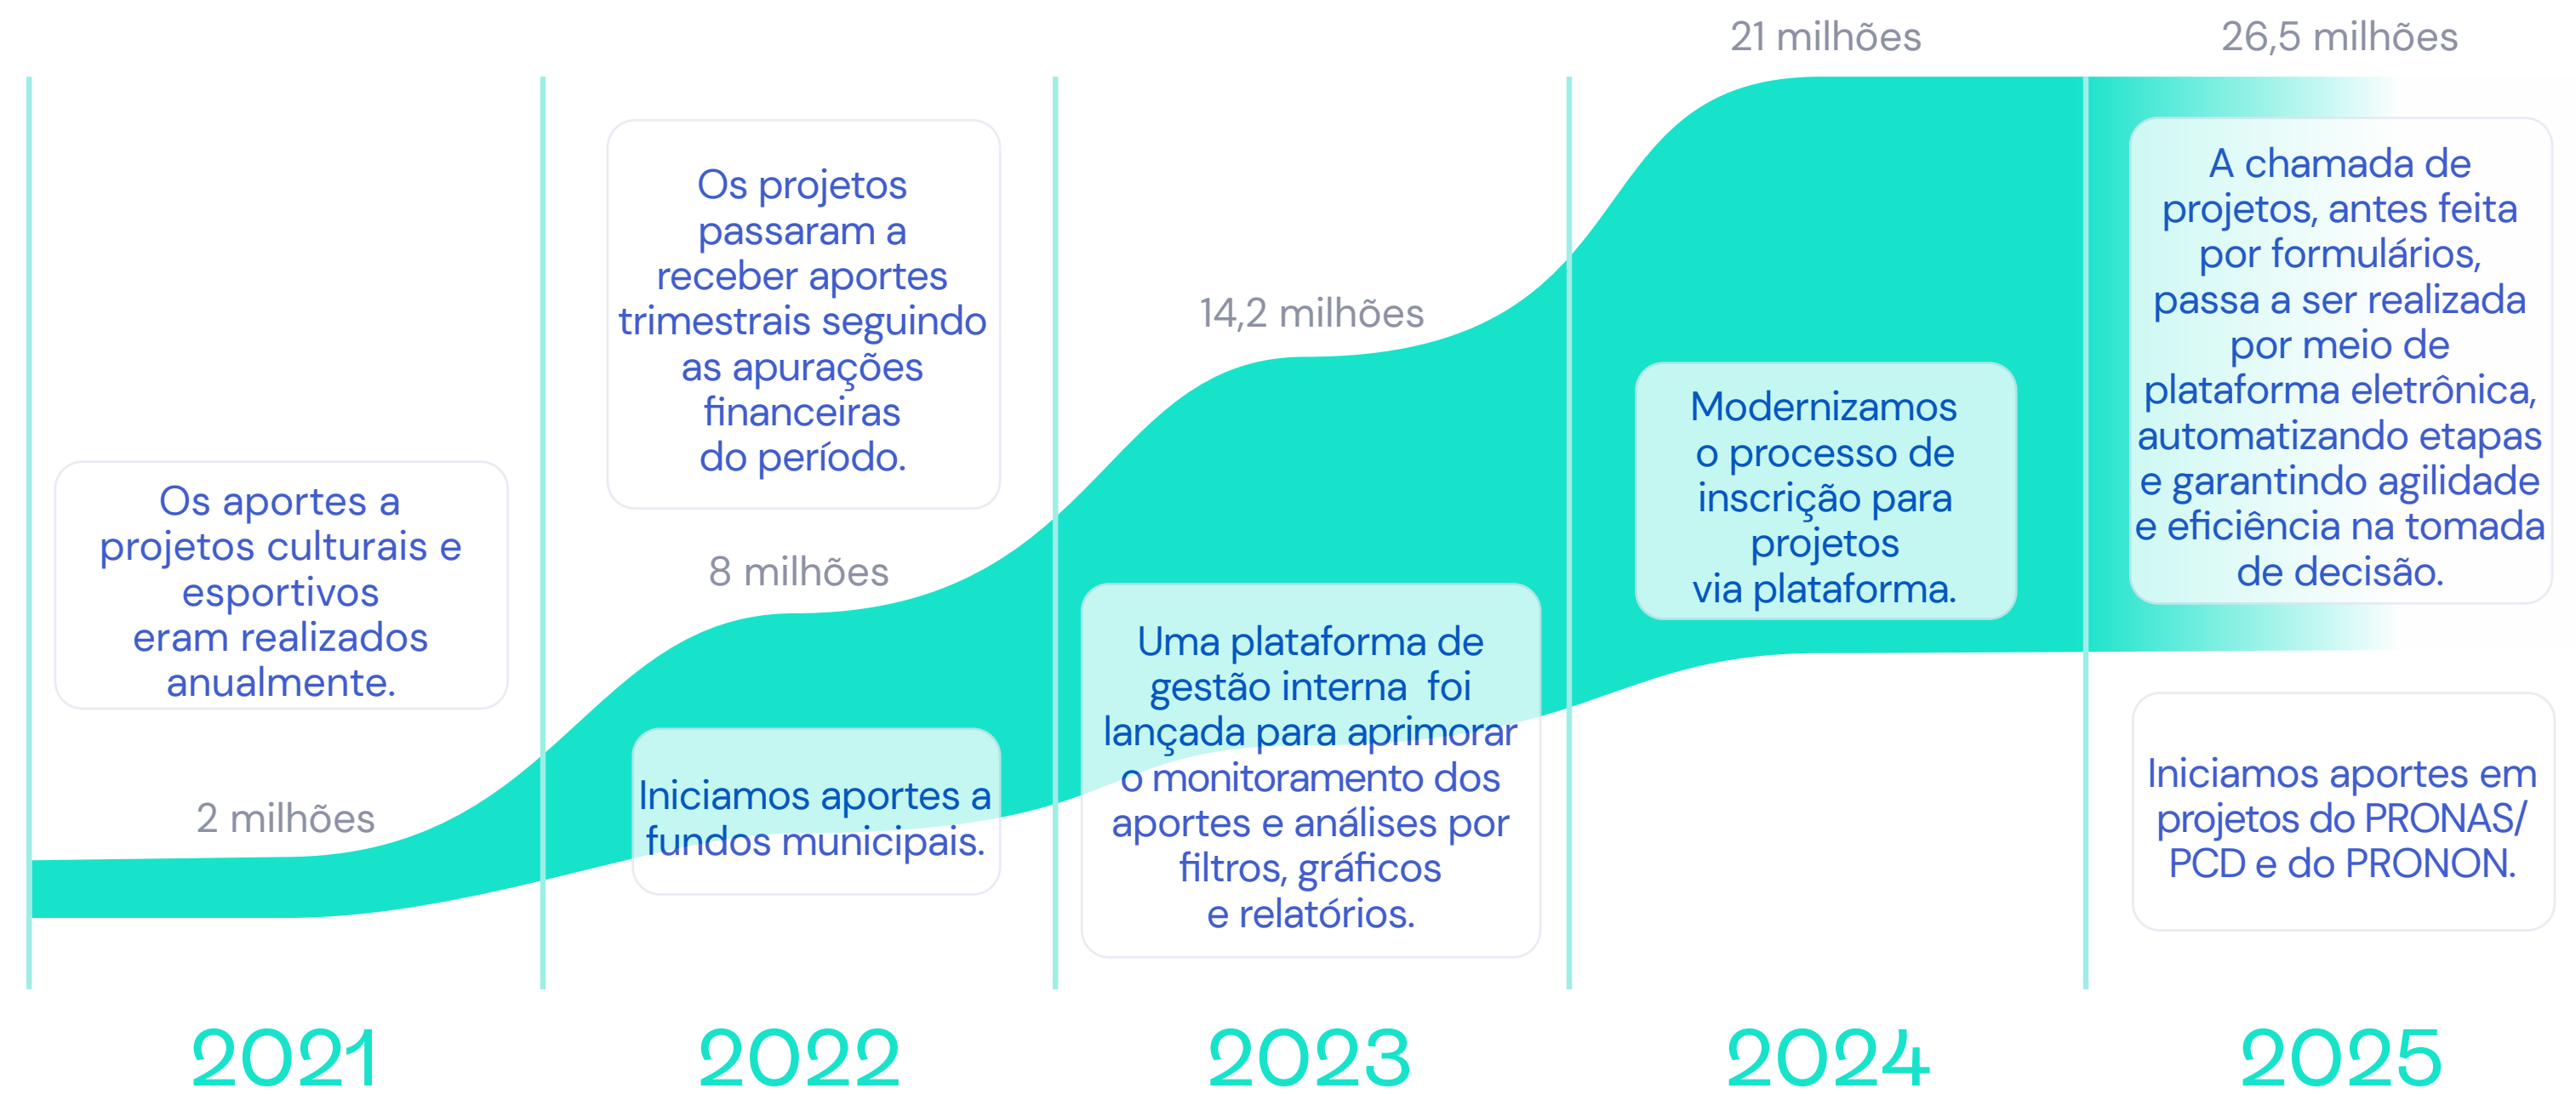 Os aportes a
projetos culturais e
esportivos
eram realizados
anualmente.
2 milhões
2021
Os projetos
passaram a
receber aportes
trimestrais seguindo
as apurações
financeiras
do período.
8 milhões
Iniciamos aportes a
fundos municipais.
2022
14,2 milhões
Uma plataforma de
gestão interna  foi
lançada para aprimorar
o monitoramento dos
aportes e análises por
filtros, gráficos
e relatórios.
2023
21 milhões
Modernizamos
o processo de
inscrição para
projetos
via plataforma.
2024
26,5 milhões
A chamada de
projetos, antes feita
por formulários,
passa a ser realizada
por meio de
plataforma eletrônica,
automatizando etapas
e garantindo agilidade
e eficiência na tomada
de decisão.
Iniciamos aportes em
projetos do PRONAS/
PCD e do PRONON.
2025